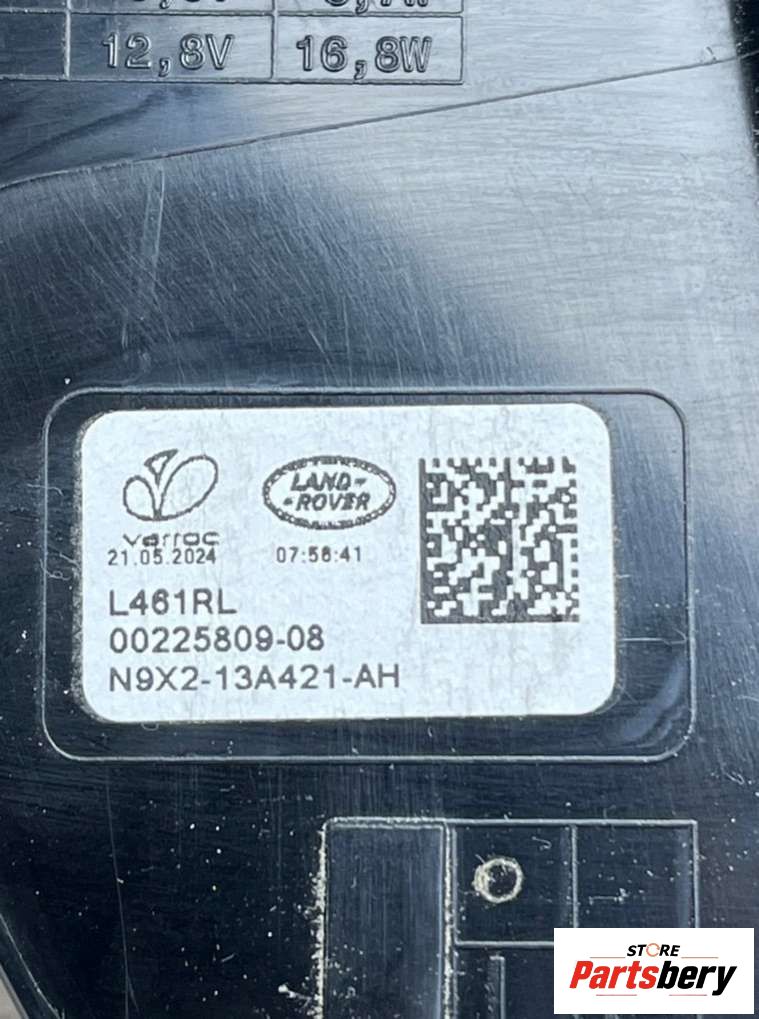 12,8V 16,8W
varroc
LAND-
-ROVER
21.05.2024 07:56:41
L461RL
00225809-08
N9X2-13A421-AH
STORE
Partsbery